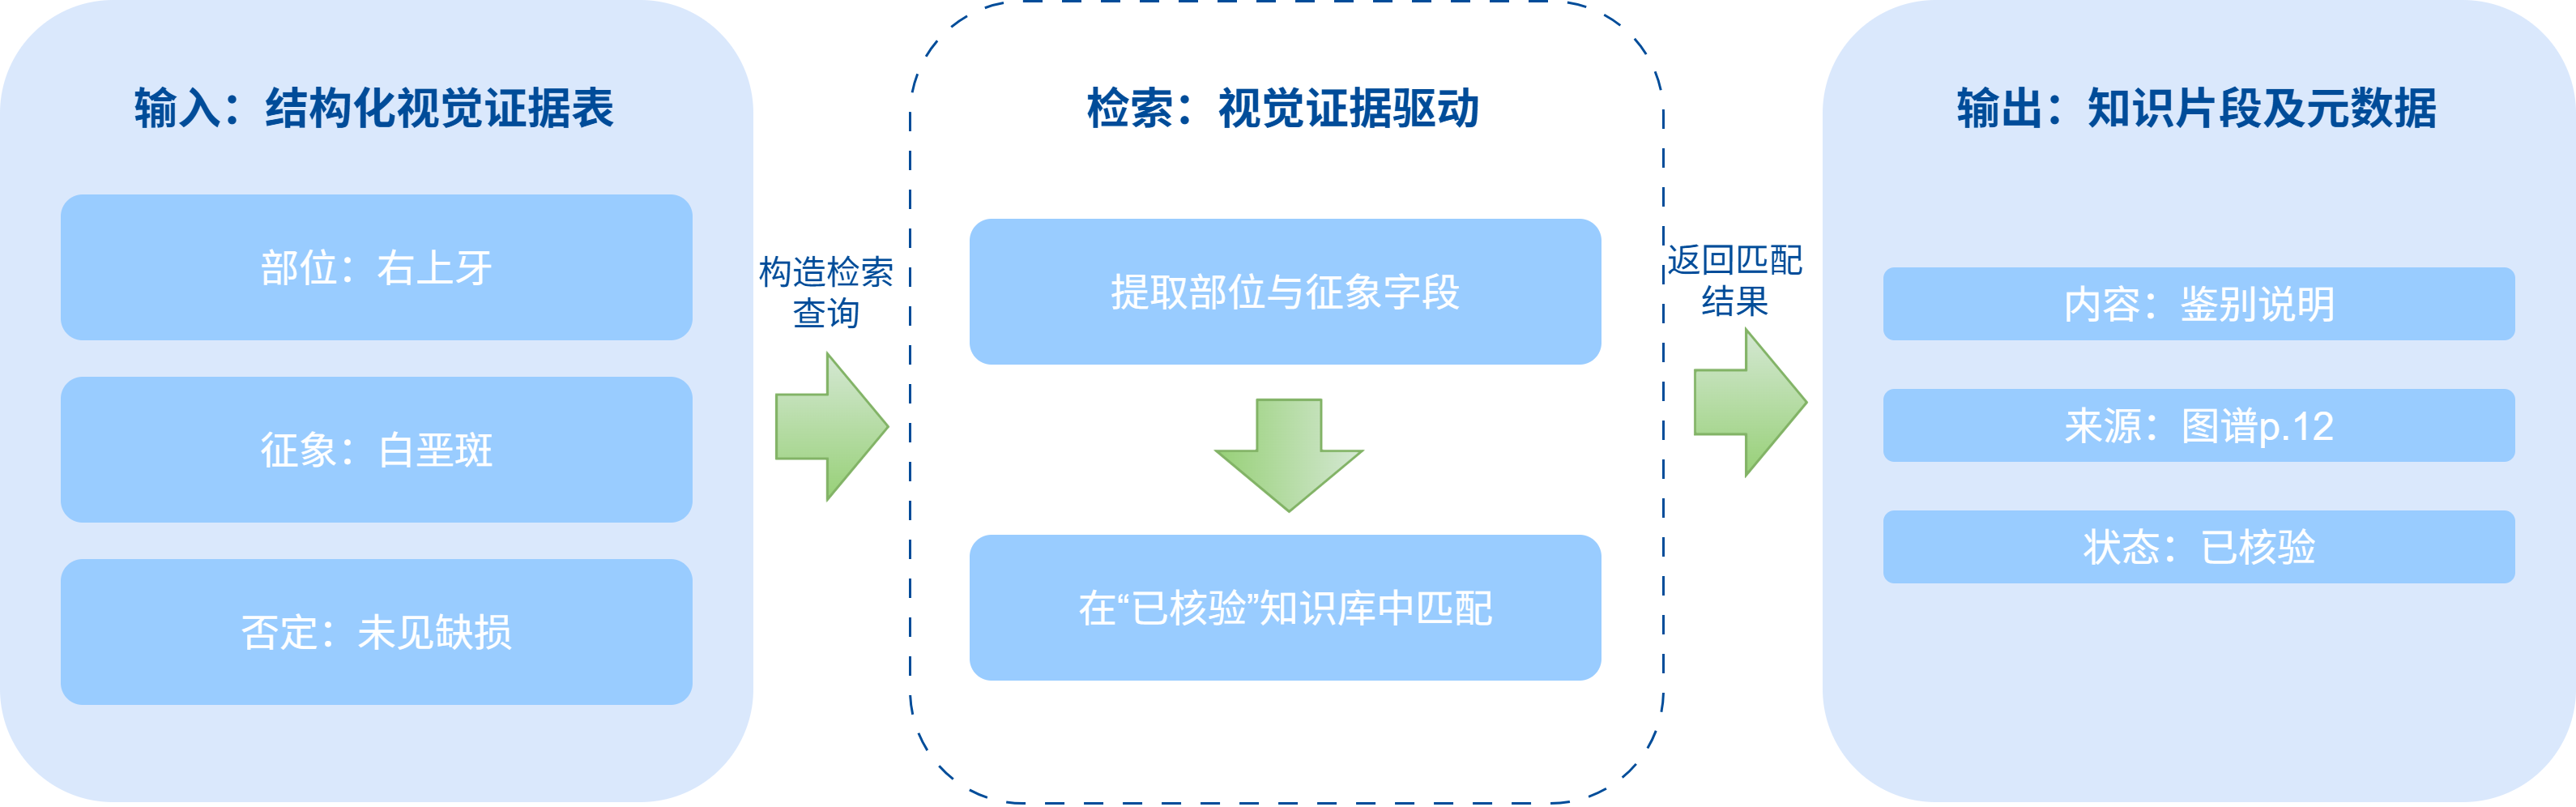 输入：结构化视觉证据表
部位：右上牙
征象：白垩斑
否定：未见缺损
构造检索
查询
检索：视觉证据驱动
提取部位与征象字段
在“已核验”知识库中匹配
返回匹配
结果
输出：知识片段及元数据
内容：鉴别说明
来源：图谱p.12
状态：已核验